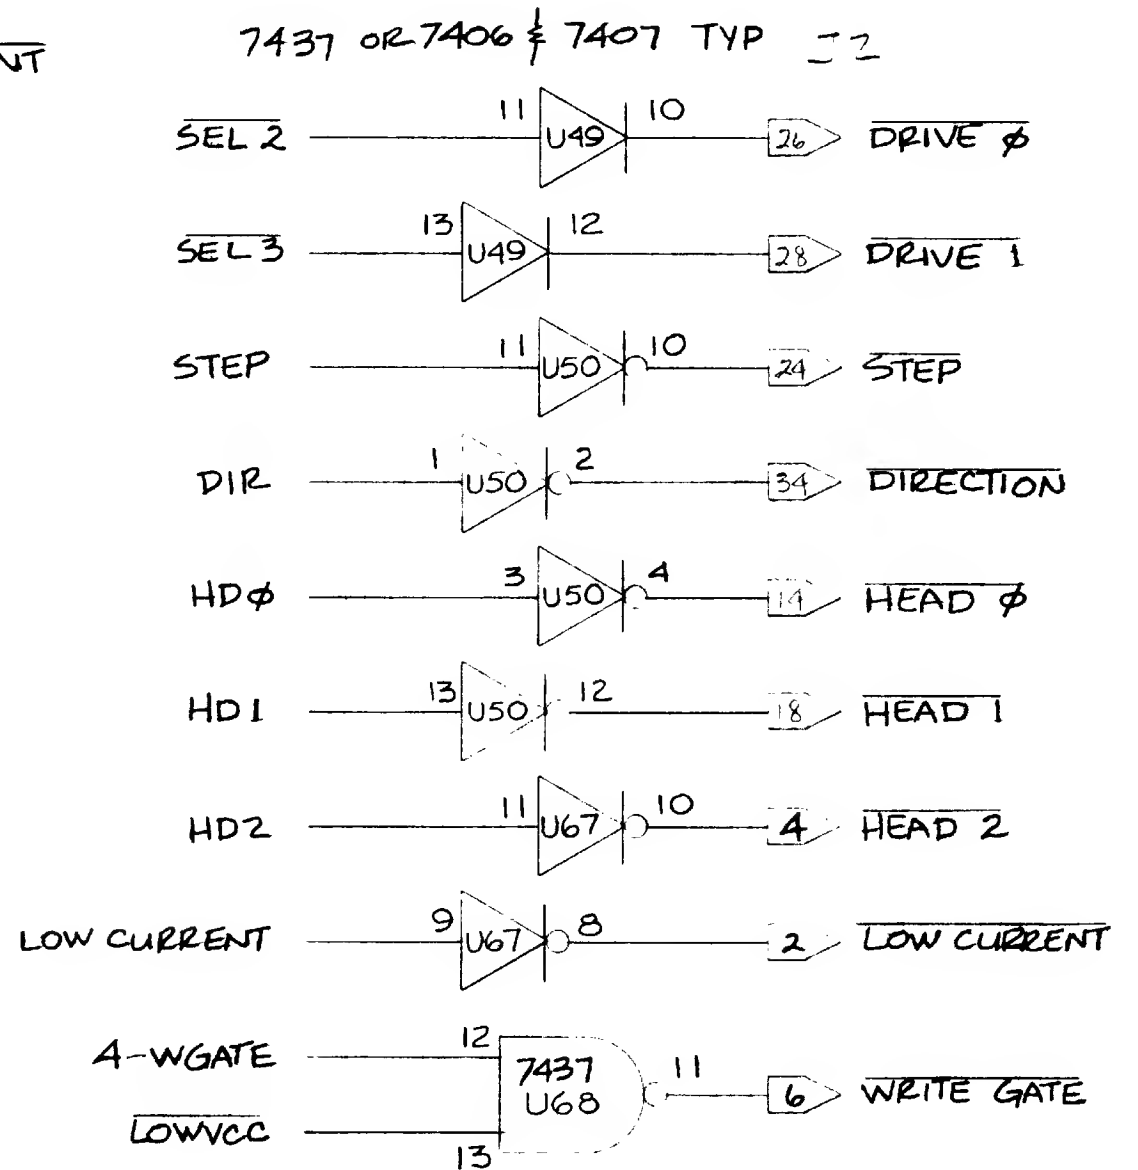 NT
7437 OR 7406 & 7407 TYP
SEL 2 11 U49 10 26 DRIVE φ
SEL 3 13 U49 12 28 DRIVE 1
STEP 11 U50 10 24 STEP
DIR 1 U50 2 34 DIRECTION
HDφ 3 U50 4 14 HEAD φ
HD1 13 U50 12 18 HEAD 1
HD2 11 U67 10 4 HEAD 2
LOW CURRENT 9 U67 8 2 LOW CURRENT
4-WGATE 12 7437 11
U68 6 WRITE GATE
LOWVCC 13